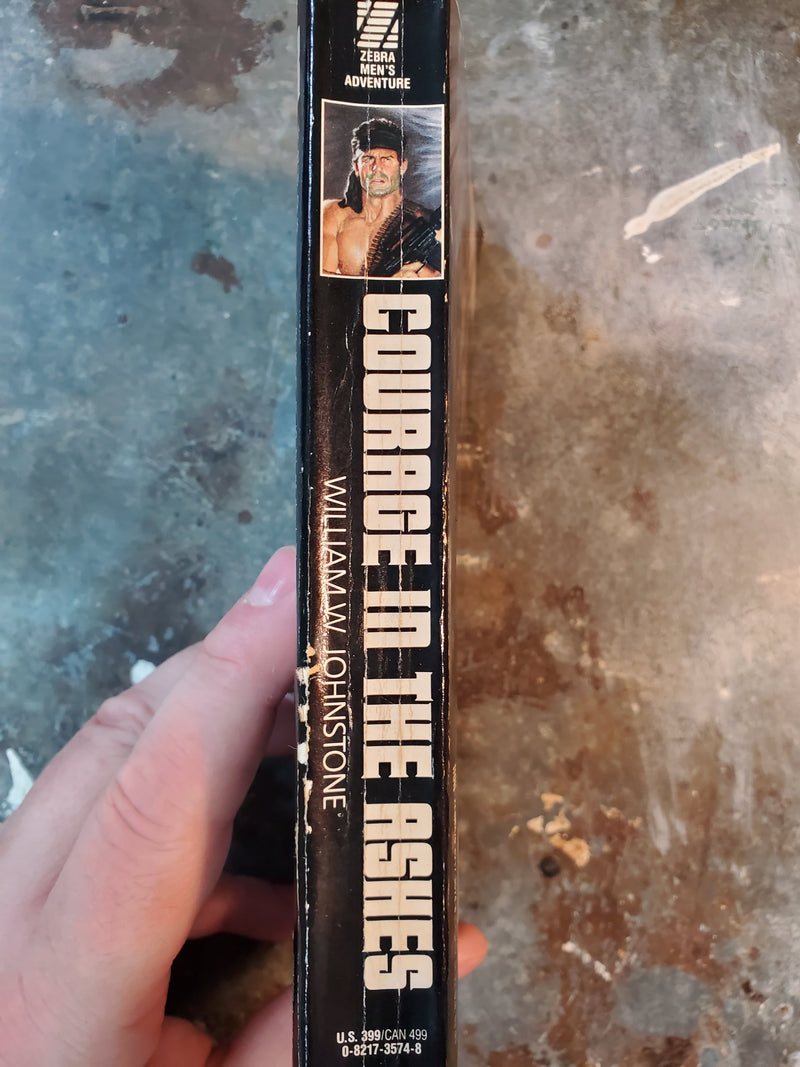 ZEBRA
MEN'S
ADVENTURE
COURAGE IN THE ASHES
WILLIAM W. JOHNSTONE
U.S. 399/CAN 499
0-8217-3574-8